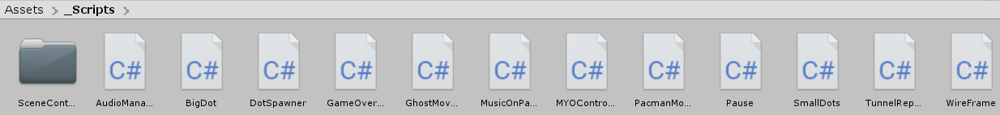 Assets > _Scripts >
C# C# C# C# C# C# C# C# C# C# C# C#
SceneCont... AudioMana... BigDot DotSpawner GameOver... GhostMov... MusicOnPa... MYOContro... PacmanMo... Pause SmallDots TunnelRep... WireFrame